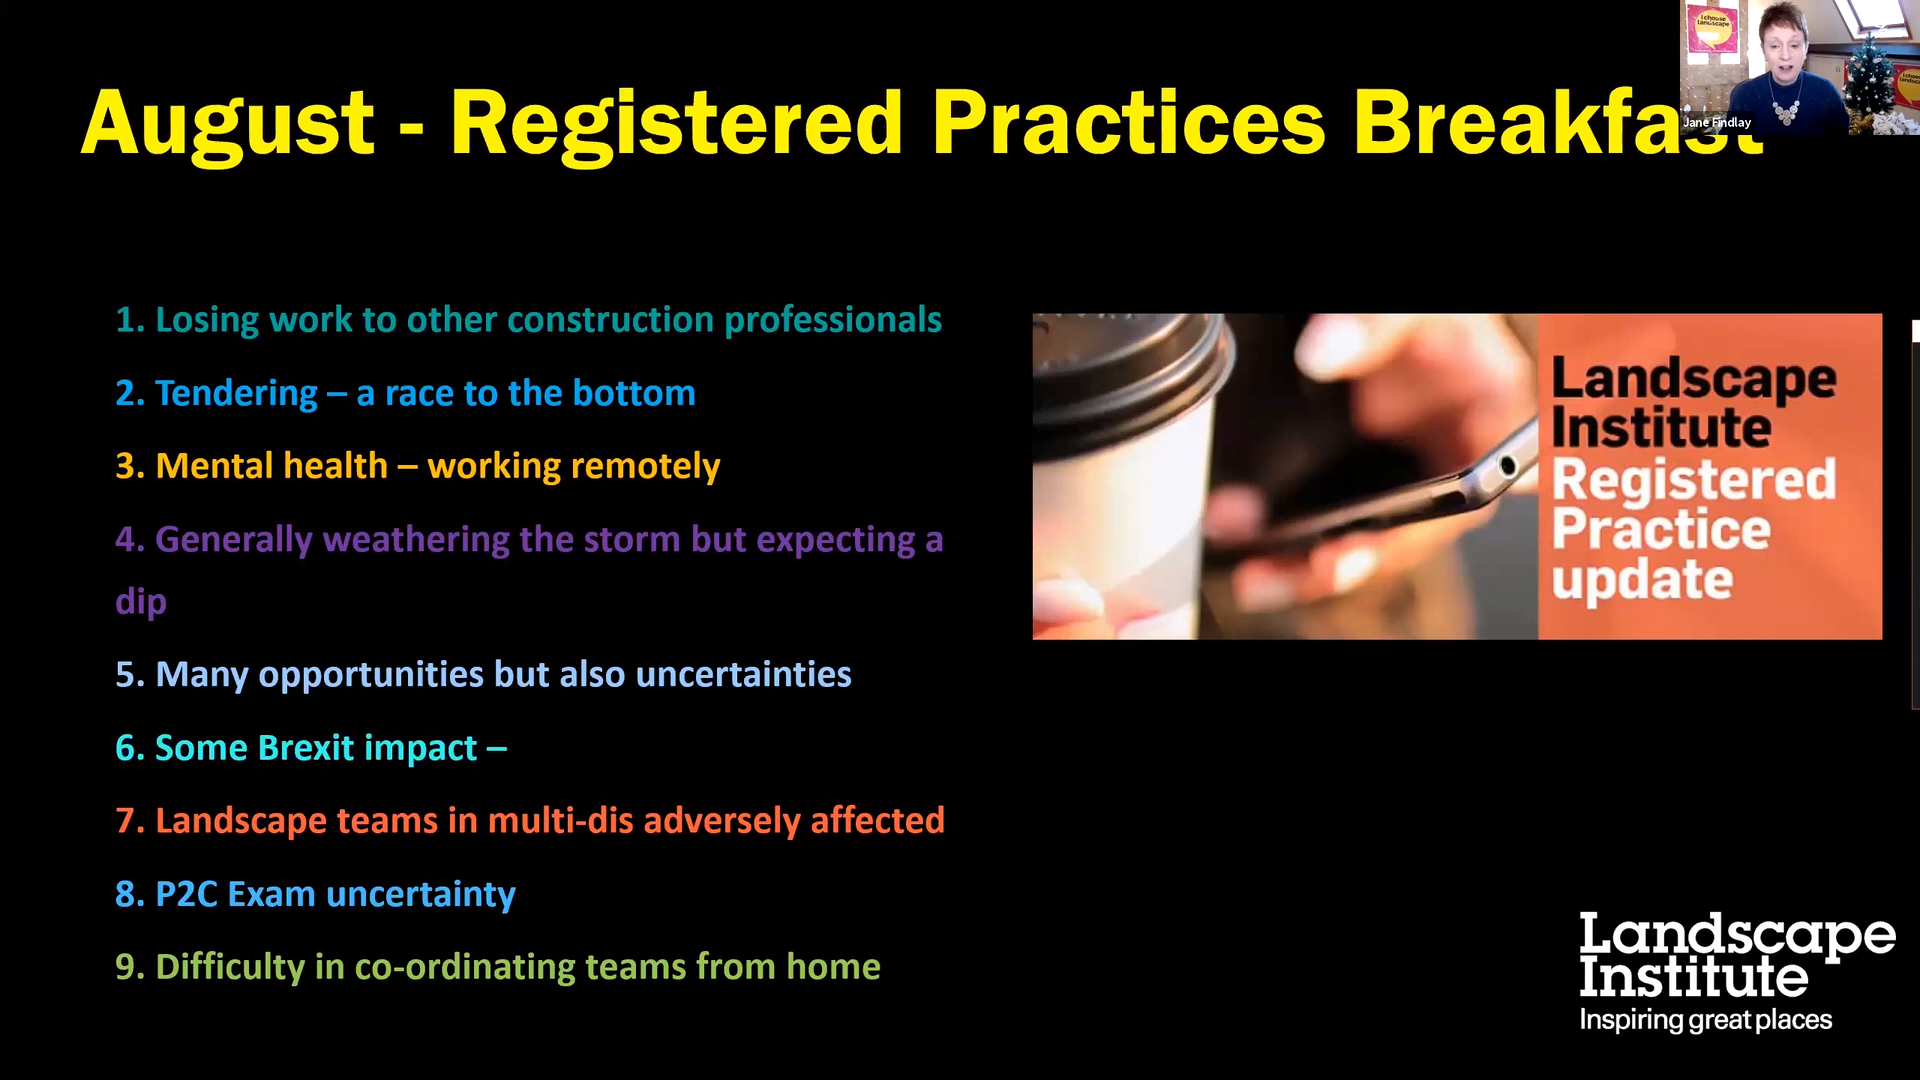 August - Registered Practices Breakfast
I choose
landscape
Jane Findlay
1. Losing work to other construction professionals
2. Tendering – a race to the bottom
3. Mental health – working remotely
4. Generally weathering the storm but expecting a
dip
5. Many opportunities but also uncertainties
6. Some Brexit impact –
7. Landscape teams in multi-dis adversely affected
8. P2C Exam uncertainty
9. Difficulty in co-ordinating teams from home
Landscape
Institute
Registered
Practice
update
Landscape
Institute
Inspiring great places